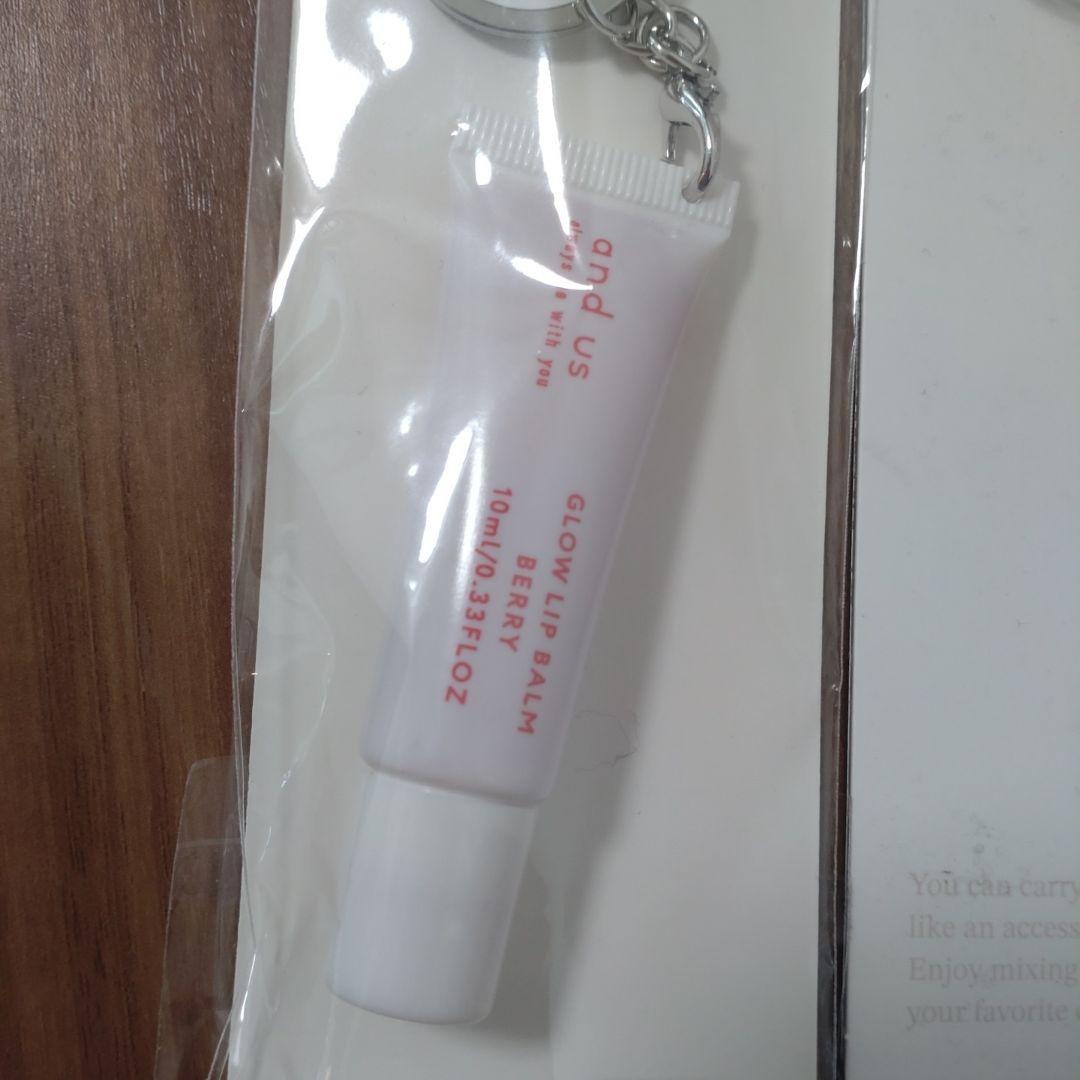 and us
always with you
GLOW LIP BALM
BERRY
10ml/0.33FLOZ
You can carry
like an access
Enjoy mixing
your favorite